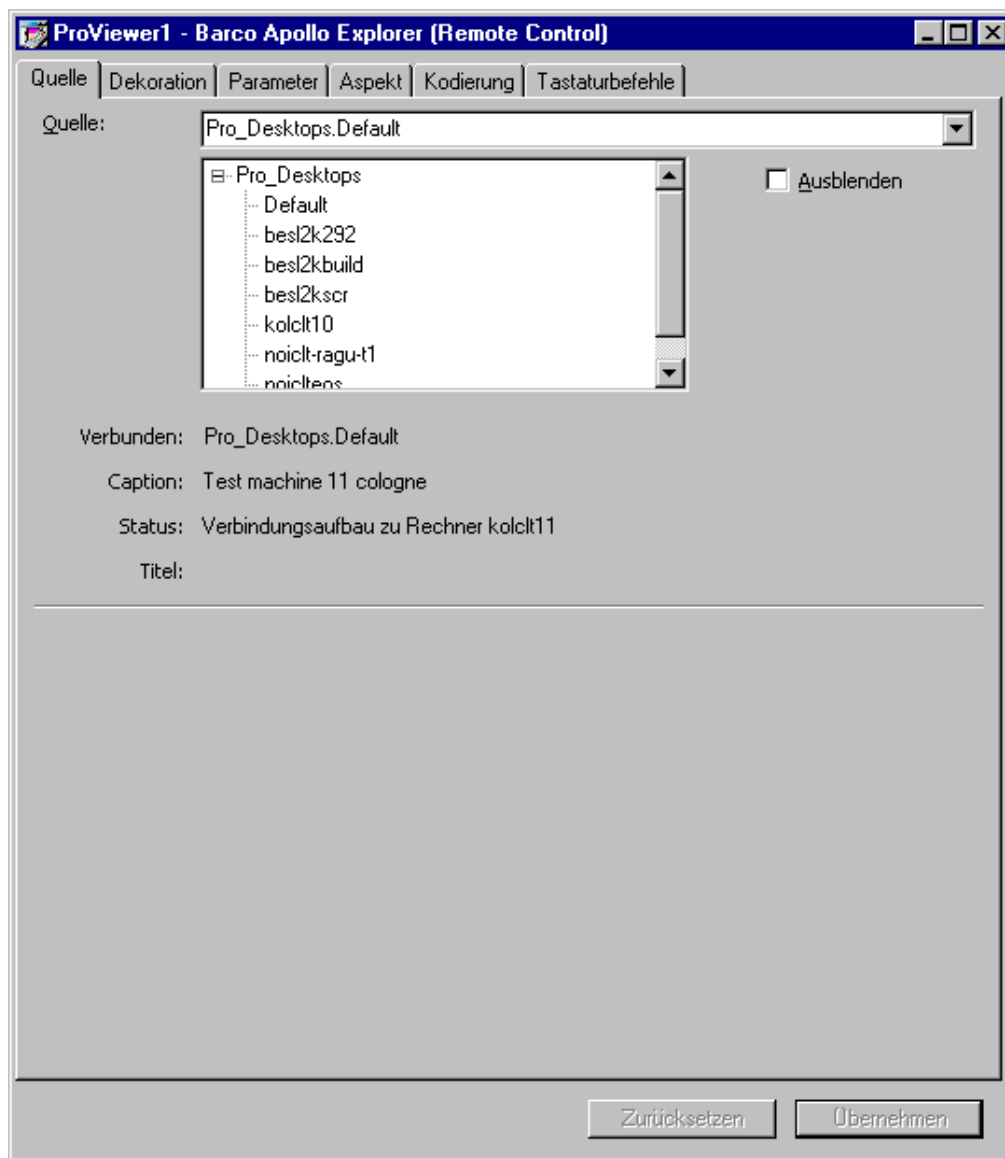 ProViewer1 - Barco Apollo Explorer (Remote Control)
Quelle Dekoration Parameter Aspekt Kodierung Tastaturbefehle
Quelle: Pro_Desktops.Default
Pro_Desktops
Ausblenden
Default
besl2k292
besl2kbuild
besl2kscr
kolclt10
noiclt-ragu-t1
noiclteos
Verbunden: Pro_Desktops.Default
Caption: Test machine 11 cologne
Status: Verbindungsaufbau zu Rechner kolclt11
Titel:
Zurücksetzen Übernehmen